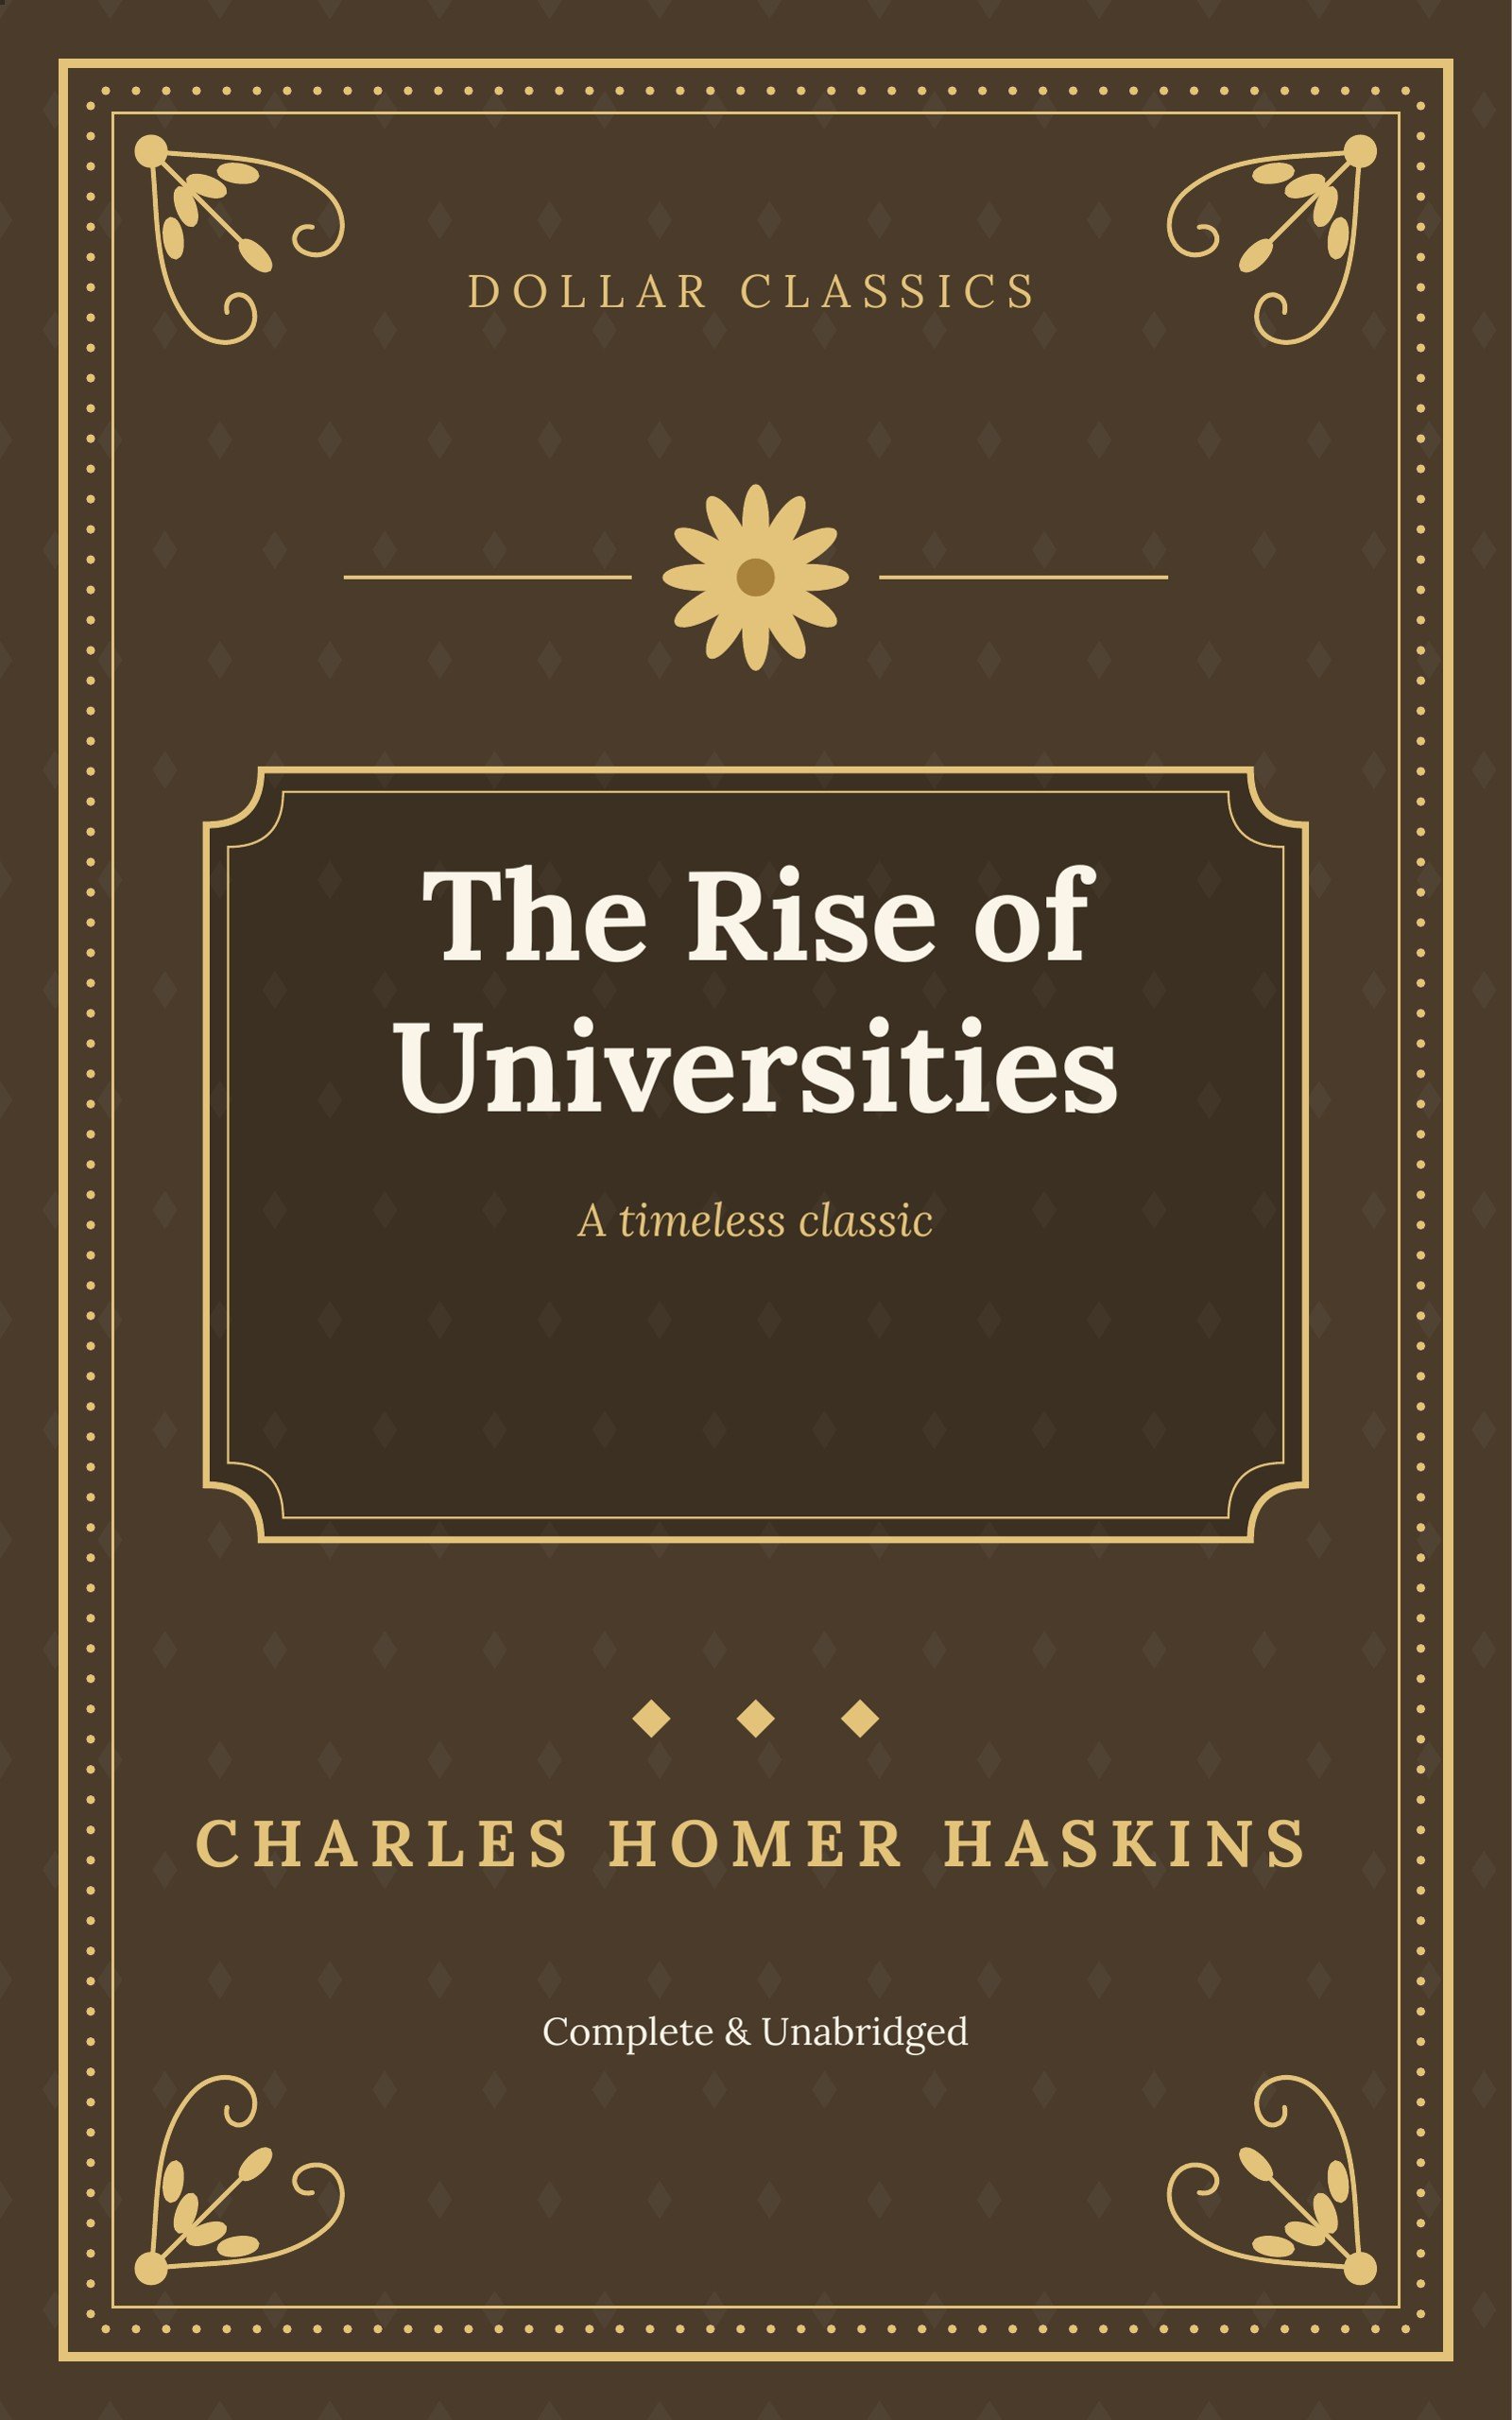 DOLLAR CLASSICS
The Rise of
Universities
A timeless classic
CHARLES HOMER HASKINS
Complete & Unabridged